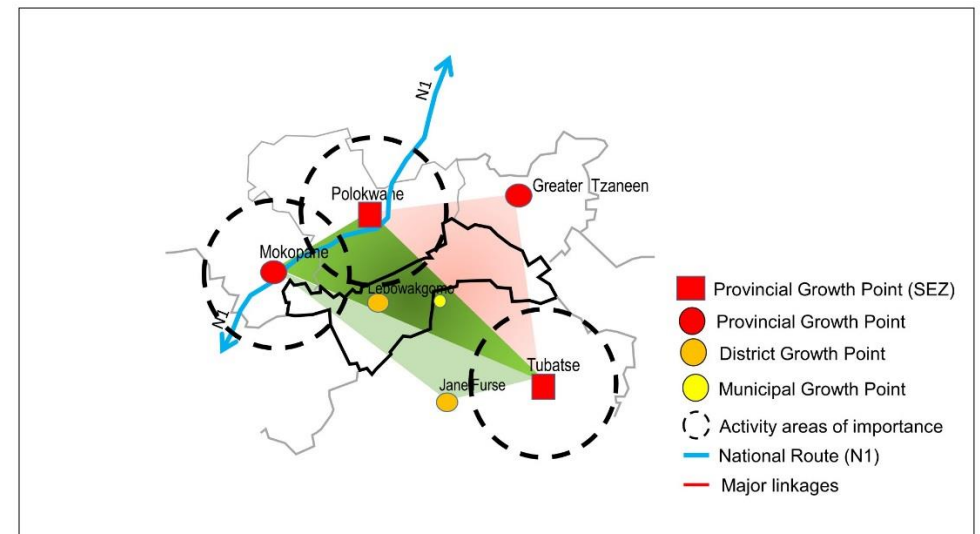 N1
Polokwane
Greater Tzaneen
Mokopane
Lebowakgomo
N1
Tubatse
Jane Furse
Provincial Growth Point (SEZ)
Provincial Growth Point
District Growth Point
Municipal Growth Point
Activity areas of importance
National Route (N1)
Major linkages